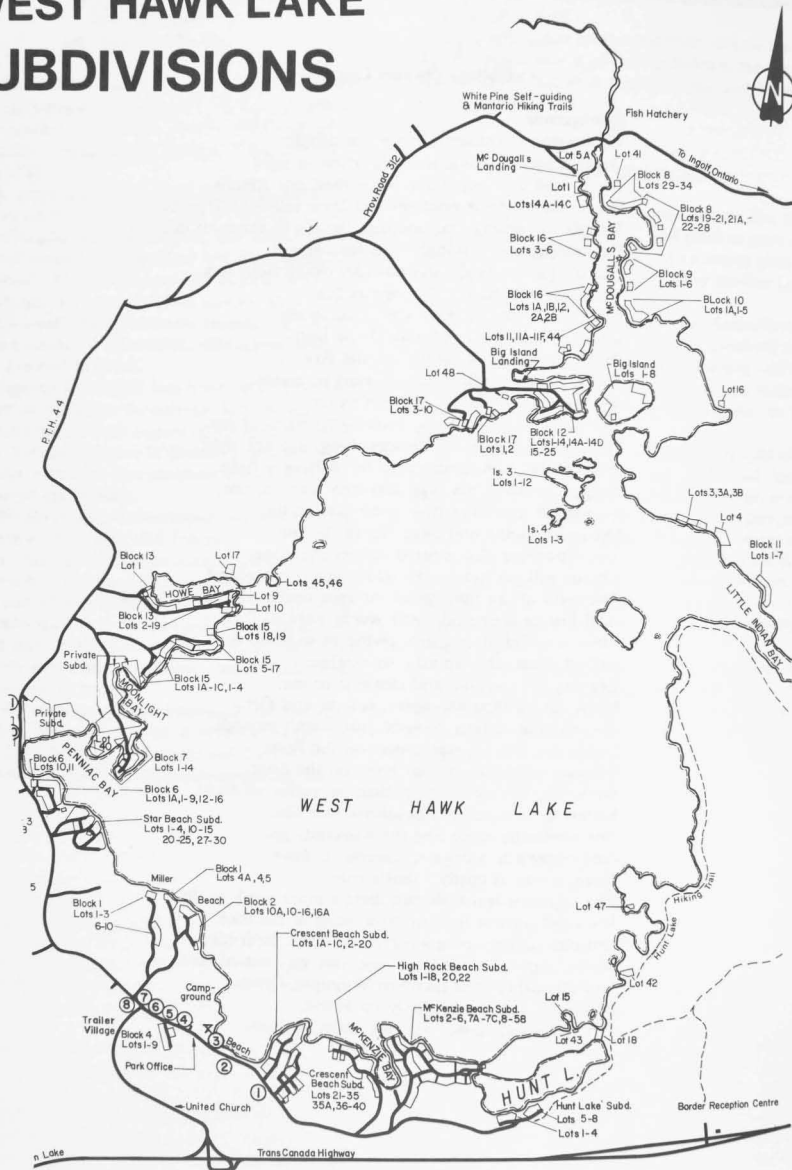 WEST HAWK LAKE
SUBDIVISIONS
N
White Pine Self-guiding
& Mantario Hiking Trails
Fish Hatchery
To Ingolf, Ontario
Prov. Road 312
McDougalls
Landing
Lot 5A
Lot 41
Lot 1
Block 8
Lots 29-34
Lots 14A-14C
Block 8
Lots 19-21, 21A,
22-28
McDOUGALL'S BAY
Block 16
Lots 3-6
Block 9
Lots 1-6
Block 16
Lots 1A, 1B, 1,2,
2A, 2B
BLock 10
Lots 1A, 1-5
Lots 11, 11A-11F, 44
Big Island
Landing
Big Island
Lots 1-8
Lot 48
Lot 16
P.T.H. 44
Block 17
Lots 3-10
Block 17
Lots 1,2
Block 12
Lots 1-14, 14A-14D
15-25
Is. 3
Lots 1-12
Is. 4
Lots 1-3
Lots 3, 3A, 3B
Lot 4
Block 11
Lots 1-7
LITTLE INDIAN BAY
Block 13
Lot 1
Lot 17
Lots 45,46
HOWE BAY
Lot 9
Lot 10
Block 13
Lots 2-19
Block 15
Lots 18,19
Private
Subd.
Block 15
Lots 5-17
Block 15
Lots 1A-1C, 1-4
MOONLIGHT
BAY
Private
Subd.
Lot
40
PENNIAC BAY
Block 7
Lots 1-14
Block 6
Lots 10,11
Block 6
Lots 1A, 1-9, 12-16
WEST HAWK LAKE
Star Beach Subd.
Lots 1-4, 10-15
20-25, 27-30
3
5
Miller
Beach
Block 1
Lots 4A, 4,5
Block 1
Lots 1-3
6-10
Block 2
Lots 10A, 10-16, 16A
Crescent Beach Subd.
Lots 1A-1C, 2-20
High Rock Beach Subd.
Lots 1-18, 20,22
Lot 47
Hunt Lake Hiking Trail
Lot 42
McKenzie Beach Subd.
Lots 2-6, 7A-7C, 8-58
Lot 15
Lot 43
Lot 18
Camp-
ground
8
7
6
5
4
3
2
1
Beach
Trailer
Village
Block 4
Lots 1-9
Park Office
McKENZIE BAY
Crescent
Beach Subd.
Lots 21-35
35A, 36-40
HUNT L.
Hunt Lake Subd.
Lots 5-8
Lots 1-4
United Church
Border Reception Centre
n Lake
Trans Canada Highway